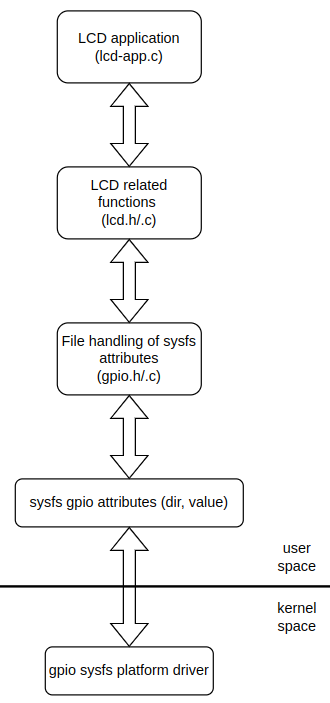 LCD application
(lcd-app.c)
LCD related
functions
(lcd.h/.c)
File handling of sysfs
attributes
(gpio.h/.c)
sysfs gpio attributes (dir, value)
user
space
kernel
space
gpio sysfs platform driver